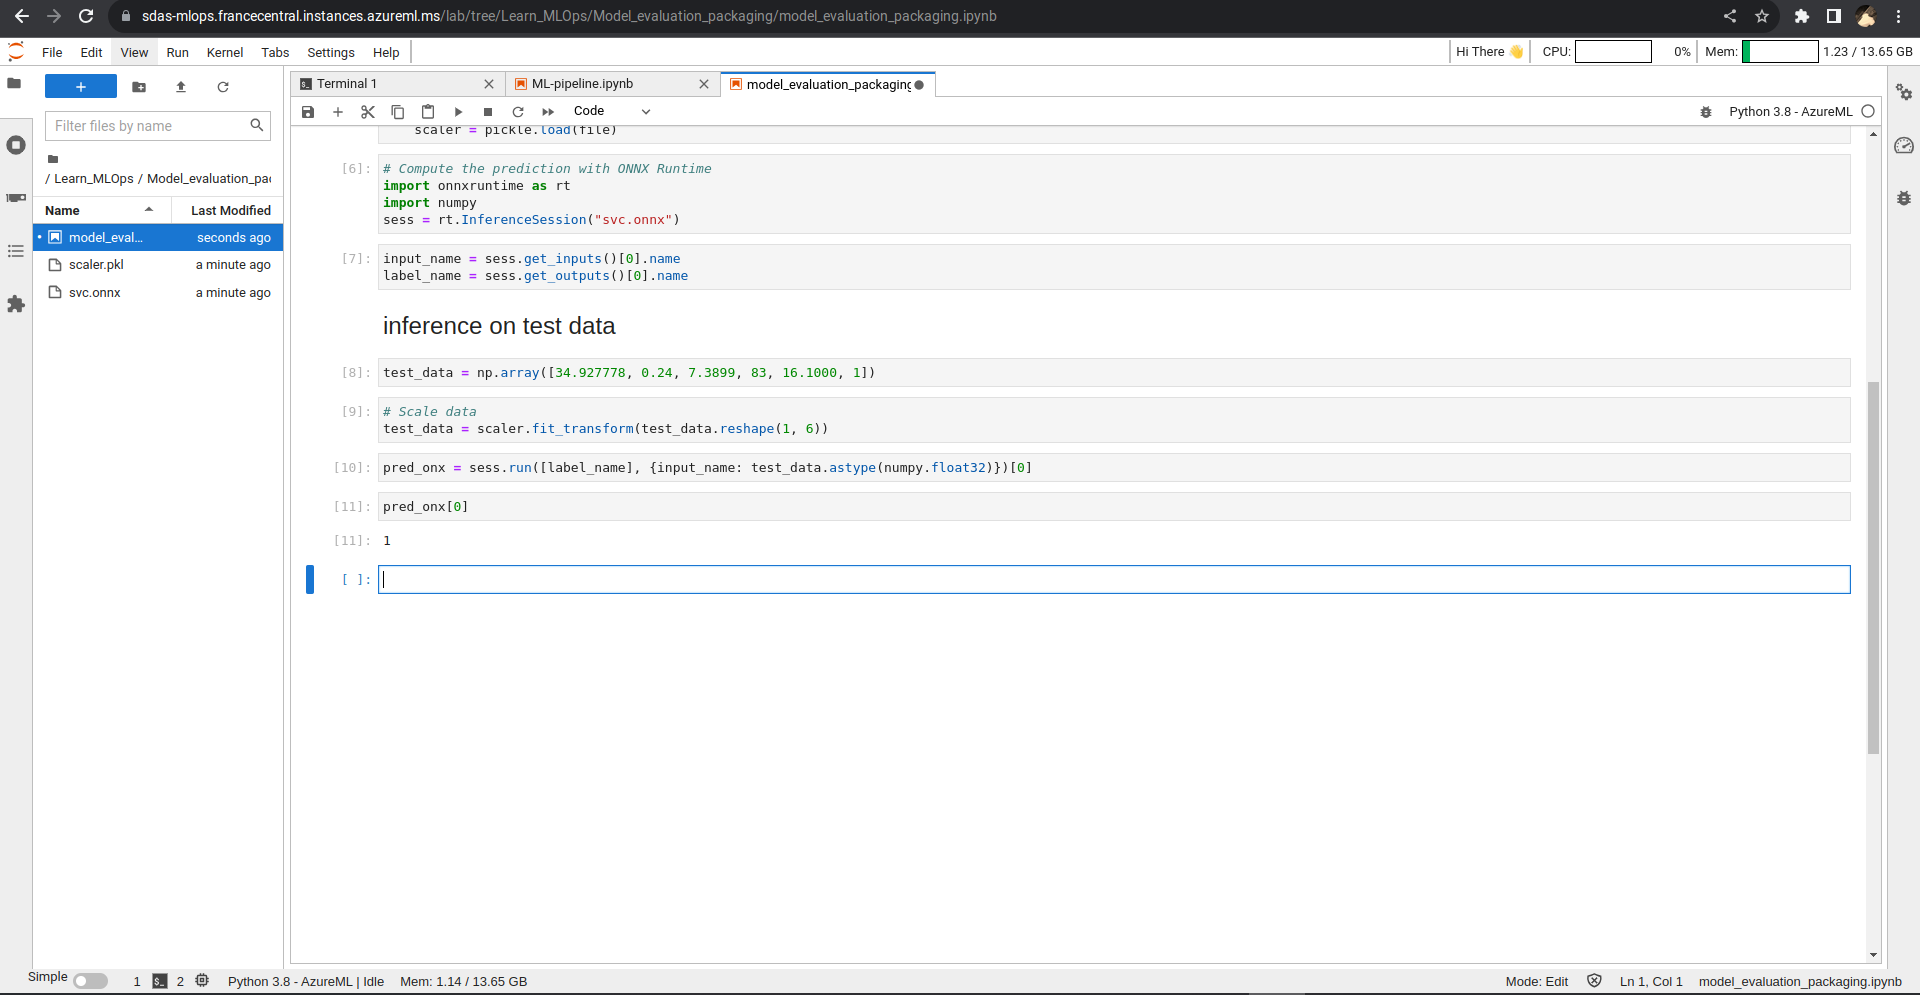 sdas-mlops.francecentral.instances.azureml.ms/lab/tree/Learn_MLOps/Model_evaluation_packaging/model_evaluation_packaging.ipynb
File Edit View Run Kernel Tabs Settings Help
Hi There 👋 CPU: 0% Mem: 1.23 / 13.65 GB
Terminal 1
ML-pipeline.ipynb
model_evaluation_packaging
Code
Python 3.8 - AzureML
Filter files by name
/ Learn_MLOps / Model_evaluation_pac
Name Last Modified
model_eval... seconds ago
scaler.pkl a minute ago
svc.onnx a minute ago
scaler = pickle.load(file)
[6]: # Compute the prediction with ONNX Runtime
import onnxruntime as rt
import numpy
sess = rt.InferenceSession("svc.onnx")
[7]: input_name = sess.get_inputs()[0].name
label_name = sess.get_outputs()[0].name
inference on test data
[8]: test_data = np.array([34.927778, 0.24, 7.3899, 83, 16.1000, 1])
[9]: # Scale data
test_data = scaler.fit_transform(test_data.reshape(1, 6))
[10]: pred_onx = sess.run([label_name], {input_name: test_data.astype(numpy.float32)})[0]
[11]: pred_onx[0]
[11]: 1
[ ]:
Simple 1 2 Python 3.8 - AzureML | Idle Mem: 1.14 / 13.65 GB
Mode: Edit Ln 1, Col 1 model_evaluation_packaging.ipynb